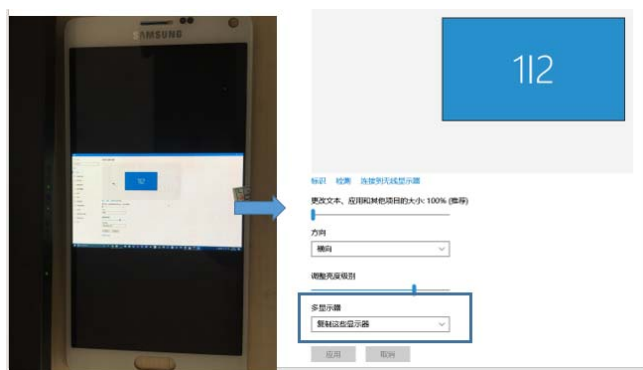 SAMSUNG
1|2
标识 检测 连接到无线显示器
更改文本、应用和其他项目的大小: 100% (推荐)
方向
横向
调整亮度级别
多显示器
复制这些显示器
应用 取消